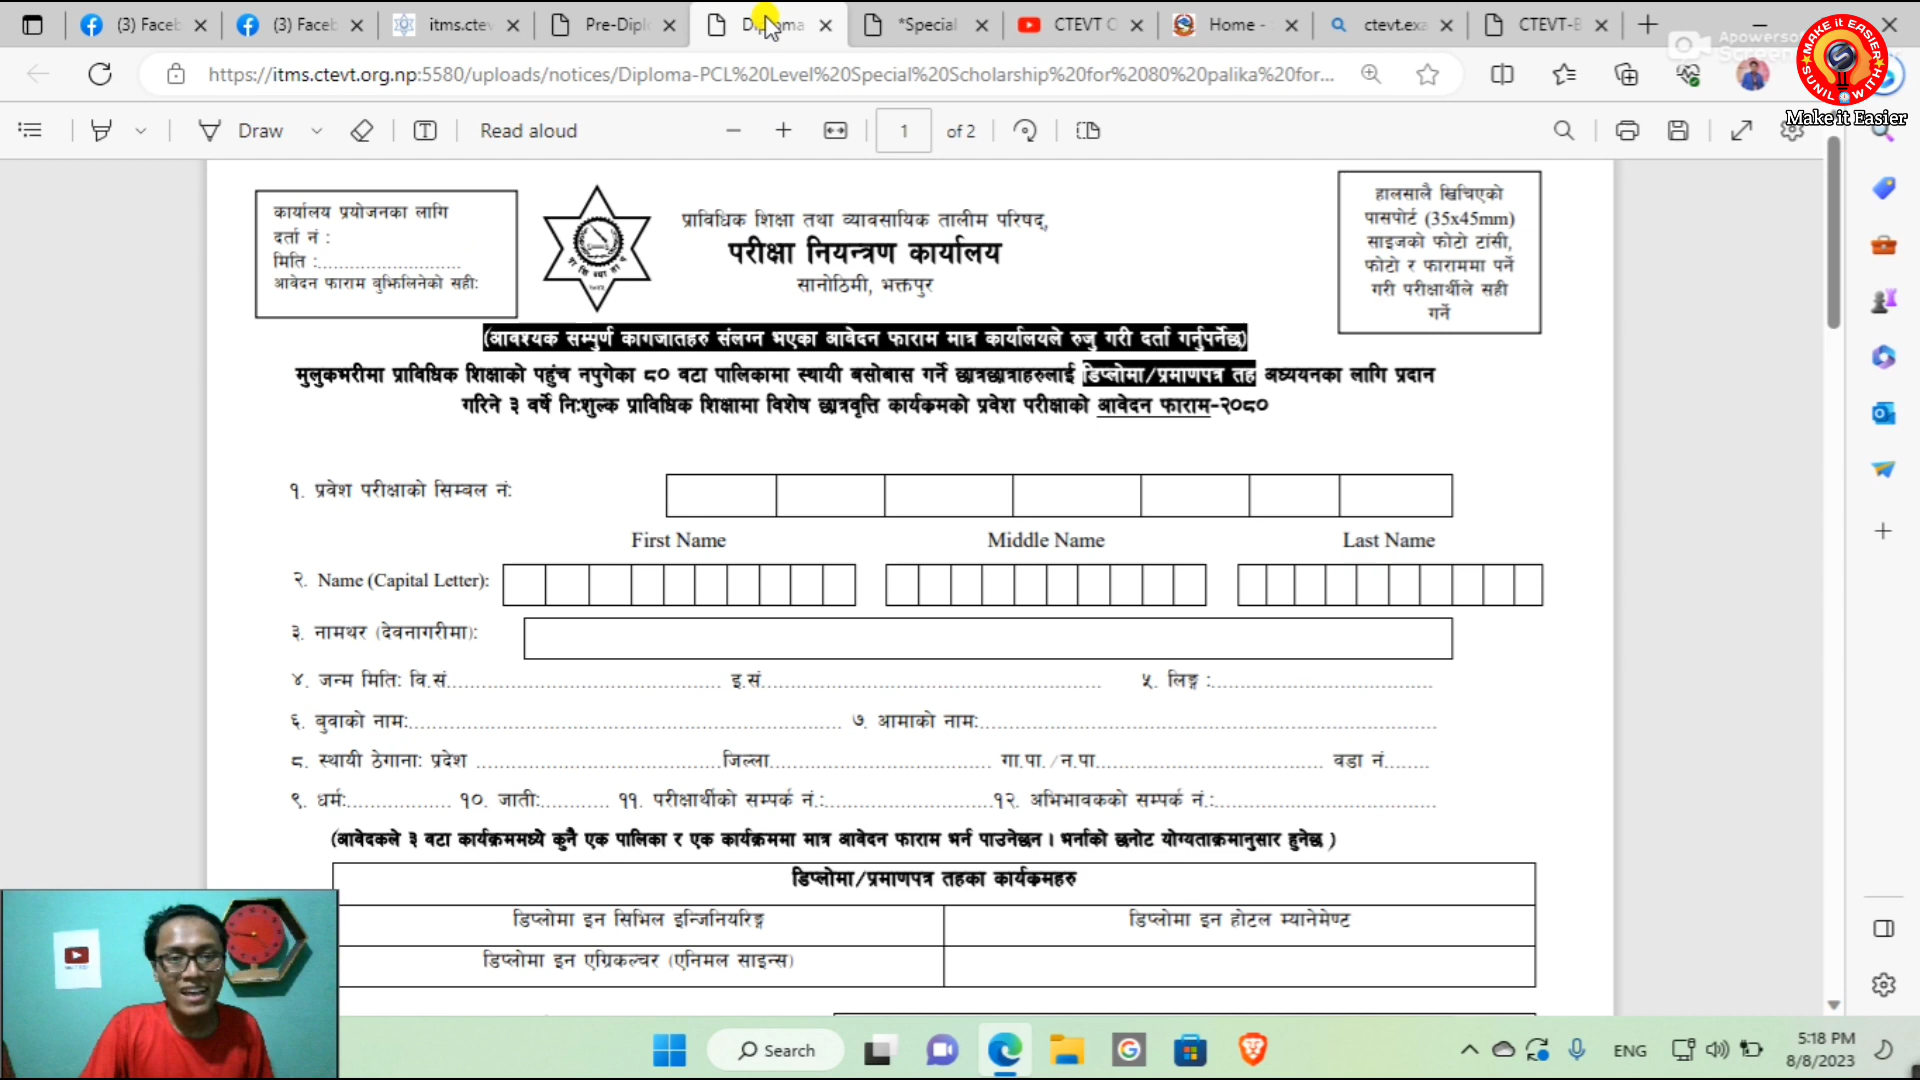 (3) Faceb
(3) Faceb
itms.ctev
Pre-Diplo
Diploma
*Special
CTEVT O
Home -
ctevt.exa
CTEVT-B
Apowersoft
https://itms.ctevt.org.np:5580/uploads/notices/Diploma-PCL%20Level%20Special%20Scholarship%20for%2080%20palika%20for...
MAKE it EASIER
SUNIL WITH
Make it Easier
Draw
Read aloud
1
of 2
कार्यालय प्रयोजनका लागि
दर्ता नं :
मिति :..........................
आवेदन फाराम बुझिलिनेको सही:
प्राविधिक शिक्षा तथा व्यावसायिक तालीम परिषद्,
परीक्षा नियन्त्रण कार्यालय
सानोठिमी, भक्तपुर
हालसालै खिचिएको
पासपोर्ट (35x45mm)
साइजको फोटो टांसी,
फोटो र फाराममा पर्ने
गरी परीक्षार्थीले सही
गर्ने
(आवश्यक सम्पुर्ण कागजातहरु संलग्न भएका आवेदन फाराम मात्र कार्यालयले रुजु गरी दर्ता गर्नुपर्नेछ)
मुलुकभरीमा प्राविधिक शिक्षाको पहुंच नपुगेका ८० वटा पालिकामा स्थायी बसोबास गर्ने छात्रछात्राहरुलाई डिप्लोमा/प्रमाणपत्र तह अध्ययनका लागि प्रदान
गरिने ३ वर्षे नि:शुल्क प्राविधिक शिक्षामा विशेष छात्रवृत्ति कार्यक्रमको प्रवेश परीक्षाको आवेदन फाराम-२०८०
१. प्रवेश परीक्षाको सिम्बल नं:
First Name Middle Name Last Name
२. Name (Capital Letter):
३. नामथर (देवनागरीमा):
४. जन्म मिति: वि.सं.................................................. इ.सं.............................................................. ५. लिङ्ग :........................................
६. बुवाको नाम:.............................................................................. ७. आमाको नाम:...................................................................................
८. स्थायी ठेगाना: प्रदेश .............................................जिल्ला........................................ गा.पा./न.पा......................................... वडा नं........
९. धर्म:................... १०. जाती:............ ११. परीक्षार्थीको सम्पर्क नं.:..............................१२. अभिभावकको सम्पर्क नं.:........................................
(आवेदकले ३ वटा कार्यक्रममध्ये कुनै एक पालिका र एक कार्यक्रममा मात्र आवेदन फाराम भर्न पाउनेछन । भर्नाको छनोट योग्यताक्रमानुसार हुनेछ )
डिप्लोमा/प्रमाणपत्र तहका कार्यक्रमहरु
डिप्लोमा इन सिभिल इन्जिनियरिङ्ग
डिप्लोमा इन होटल म्यानेमेण्ट
डिप्लोमा इन एग्रिकल्चर (एनिमल साइन्स)
Search
ENG
5:18 PM
8/8/2023